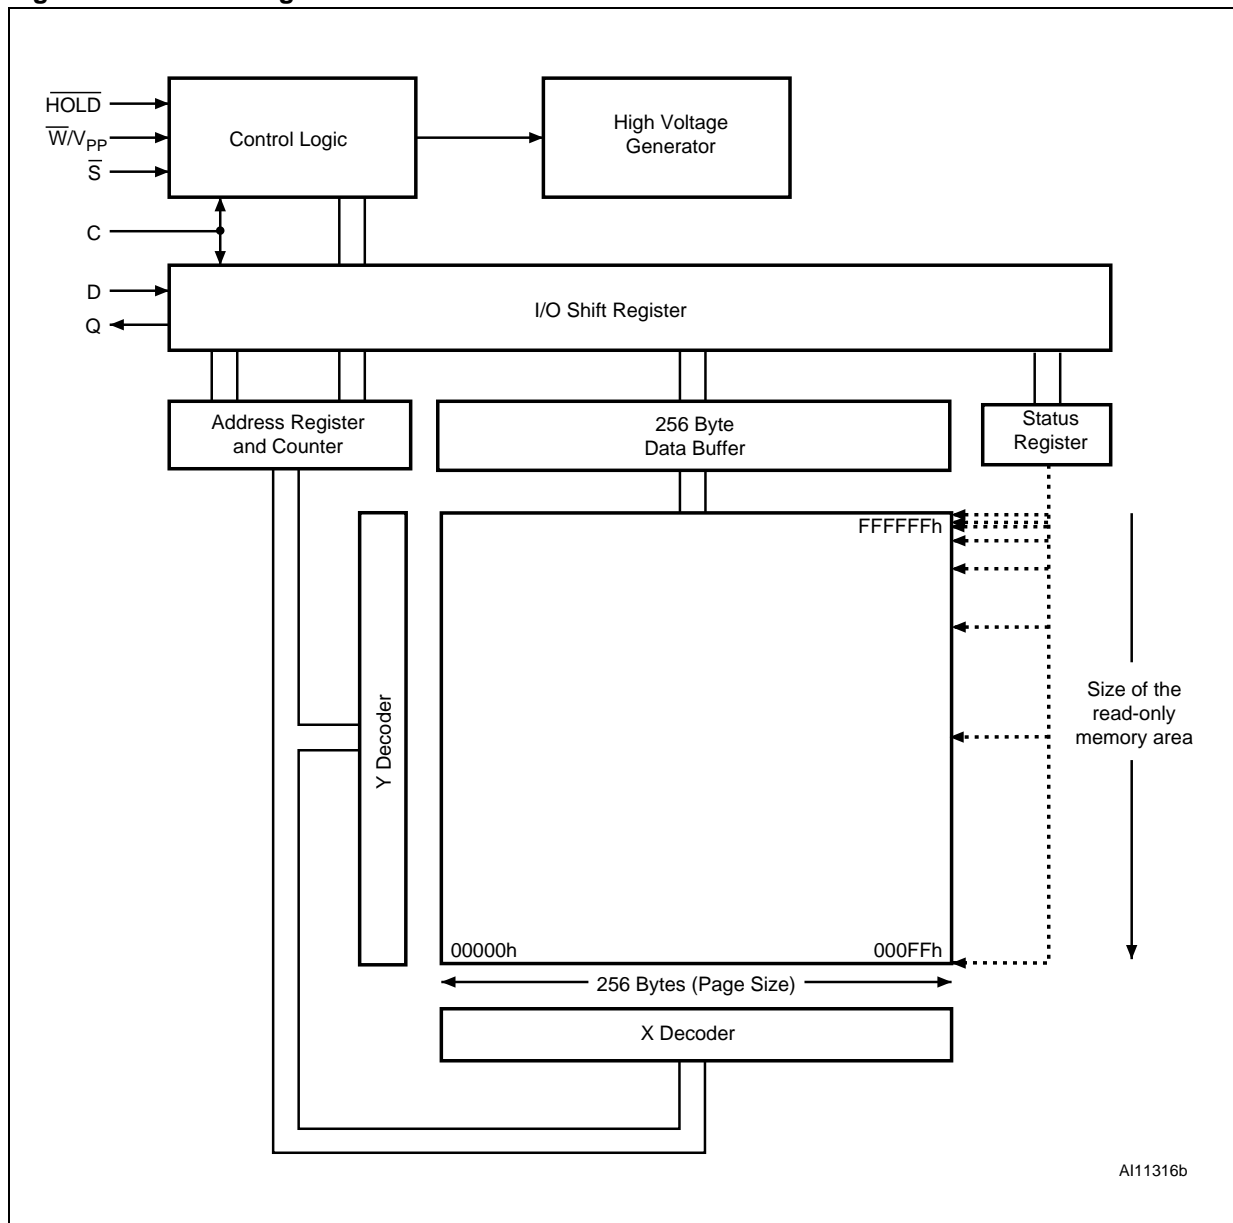 HOLD
W/VPP
S
Control Logic
High Voltage
Generator
C
D
Q
I/O Shift Register
Address Register
and Counter
256 Byte
Data Buffer
Status
Register
FFFFFFh
Y Decoder
Size of the
read-only
memory area
00000h
000FFh
256 Bytes (Page Size)
X Decoder
AI11316b